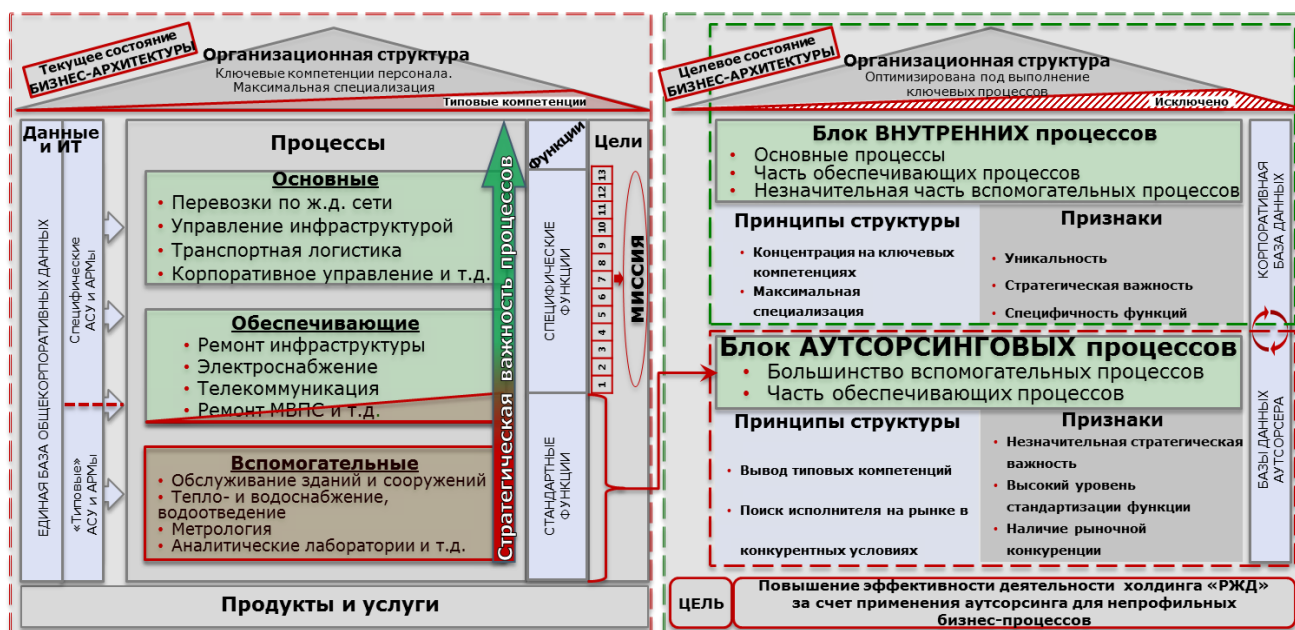 Текущее состояние
БИЗНЕС-АРХИТЕКТУРЫ
Организационная структура
Ключевые компетенции персонала.
Максимальная специализация
Типовые компетенции
Данные
и ИТ
Процессы
Функции
Цели
ЕДИНАЯ БАЗА ОБЩЕКОРПОРАТИВНЫХ ДАННЫХ
Специфические
АСУ и АРМы
«Типовые»
АСУ и АРМы
Основные
• Перевозки по ж.д. сети
• Управление инфраструктурой
• Транспортная логистика
• Корпоративное управление и т.д.
Обеспечивающие
• Ремонт инфраструктуры
• Электроснабжение
• Телекоммуникация
• Ремонт МВПС и т.д.
Вспомогательные
• Обслуживание зданий и сооружений
• Тепло- и водоснабжение,
водоотведение
• Метрология
• Аналитические лаборатории и т.д.
Стратегическая важность процессов
СПЕЦИФИЧЕСКИЕ
ФУНКЦИИ
СТАНДАРТНЫЕ
ФУНКЦИИ
1 2 3 4 5 6 7 8 9 10 11 12 13
МИССИЯ
Продукты и услуги
Целевое состояние
БИЗНЕС-АРХИТЕКТУРЫ
Организационная структура
Оптимизирована под выполнение
ключевых процессов
Исключено
Блок ВНУТРЕННИХ процессов
• Основные процессы
• Часть обеспечивающих процессов
• Незначительная часть вспомогательных процессов
Принципы структуры
• Концентрация на ключевых
компетенциях
• Максимальная
специализация
Признаки
• Уникальность
• Стратегическая важность
• Специфичность функций
КОРПОРАТИВНАЯ
БАЗА ДАННЫХ
Блок АУТСОРСИНГОВЫХ процессов
• Большинство вспомогательных процессов
• Часть обеспечивающих процессов
Принципы структуры
• Вывод типовых компетенций
• Поиск исполнителя на рынке в
конкурентных условиях
Признаки
• Незначительная стратегическая
важность
• Высокий уровень
стандартизации функции
• Наличие рыночной
конкуренции
БАЗЫ ДАННЫХ
АУТСОРСЕРА
ЦЕЛЬ
Повышение эффективности деятельности холдинга «РЖД»
за счет применения аутсорсинга для непрофильных
бизнес-процессов